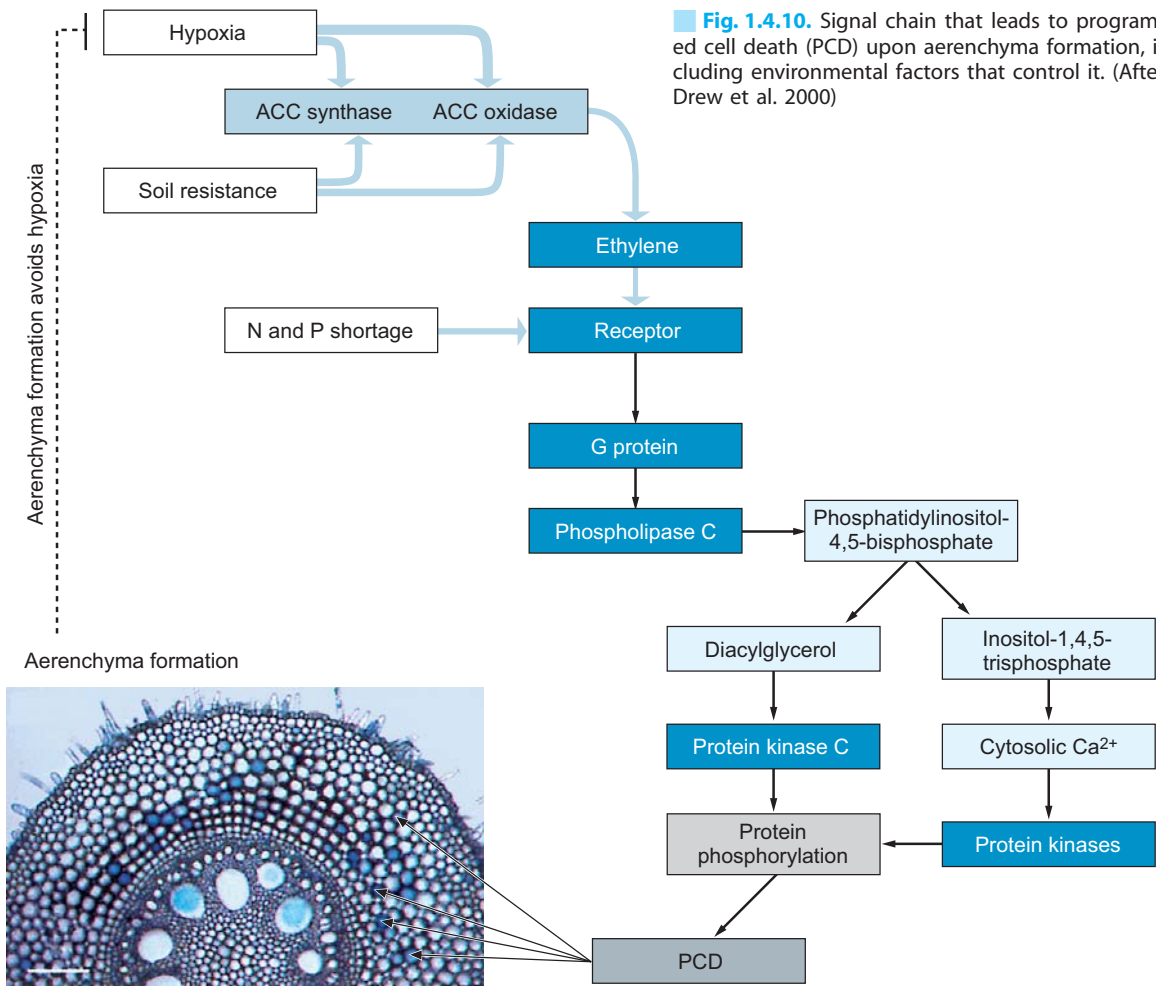 Hypoxia
Fig. 1.4.10. Signal chain that leads to program
ed cell death (PCD) upon aerenchyma formation, i
cluding environmental factors that control it. (Afte
Drew et al. 2000)
ACC synthase ACC oxidase
Soil resistance
Aerenchyma formation avoids hypoxia
Ethylene
N and P shortage
Receptor
G protein
Phospholipase C
Phosphatidylinositol-
4,5-bisphosphate
Diacylglycerol
Inositol-1,4,5-
trisphosphate
Aerenchyma formation
Protein kinase C
Cytosolic Ca²⁺
Protein
phosphorylation
Protein kinases
PCD